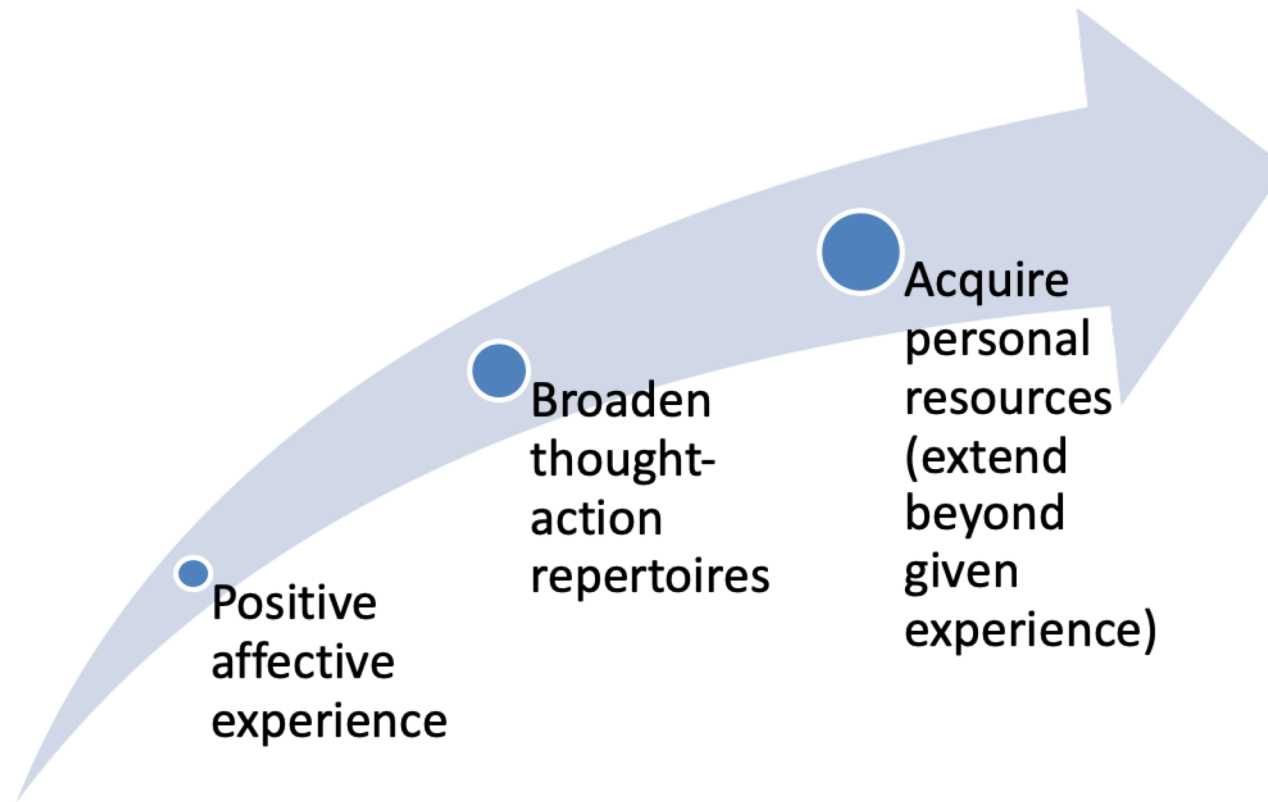 Positive
affective
experience
Broaden
thought-
action
repertoires
Acquire
personal
resources
(extend
beyond
given
experience)